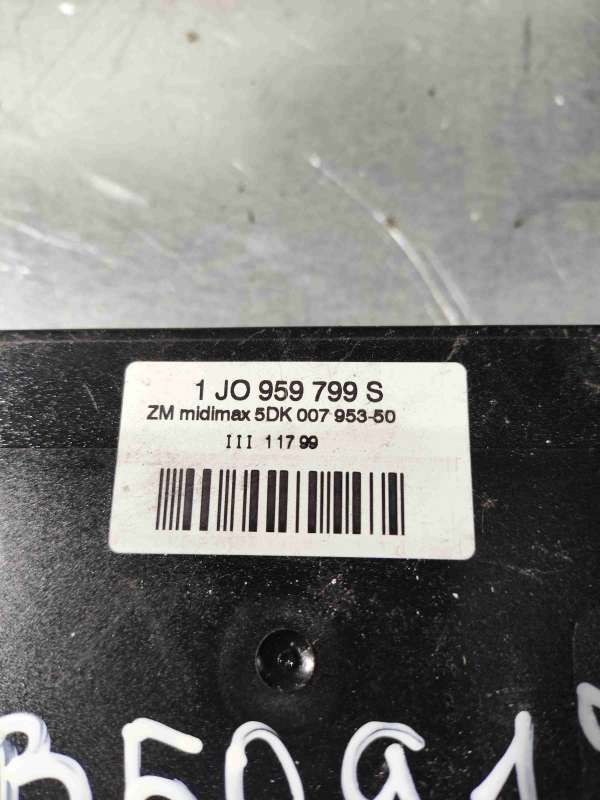 1 JO 959 799 S
ZM midimax 5DK 007 953-50
III 117 99